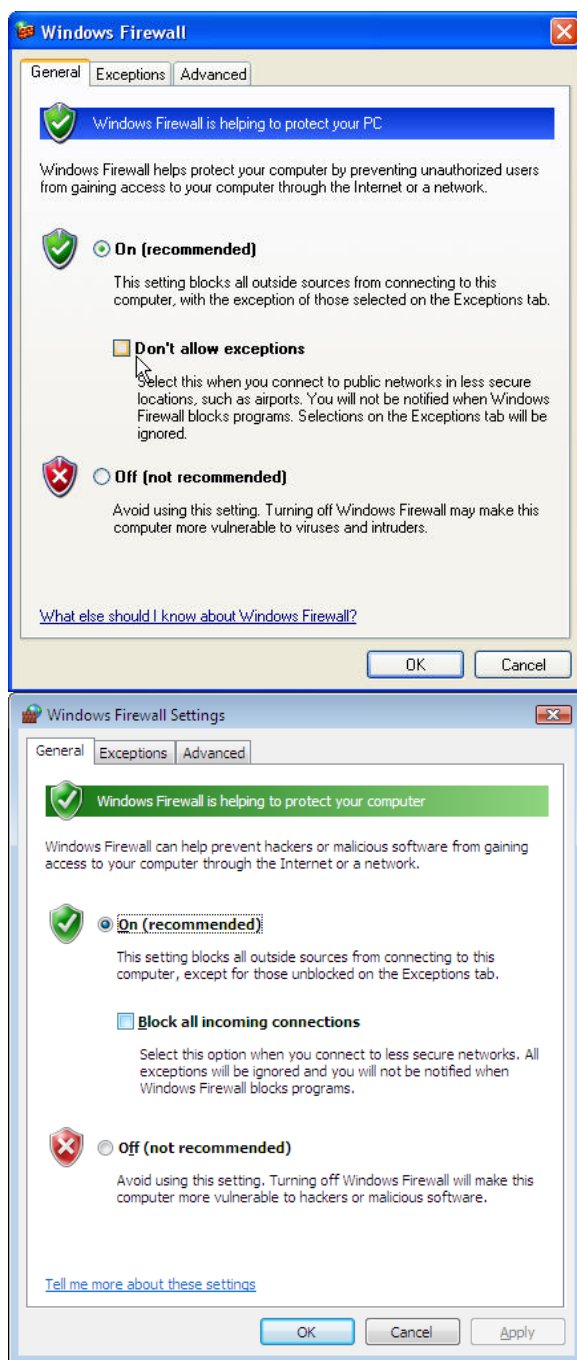 Windows Firewall
General Exceptions Advanced
Windows Firewall is helping to protect your PC
Windows Firewall helps protect your computer by preventing unauthorized users
from gaining access to your computer through the Internet or a network.
On (recommended)
This setting blocks all outside sources from connecting to this
computer, with the exception of those selected on the Exceptions tab.
Don't allow exceptions
Select this when you connect to public networks in less secure
locations, such as airports. You will not be notified when Windows
Firewall blocks programs. Selections on the Exceptions tab will be
ignored.
Off (not recommended)
Avoid using this setting. Turning off Windows Firewall may make this
computer more vulnerable to viruses and intruders.
What else should I know about Windows Firewall?
OK Cancel
Windows Firewall Settings
General Exceptions Advanced
Windows Firewall is helping to protect your computer
Windows Firewall can help prevent hackers or malicious software from gaining
access to your computer through the Internet or a network.
On (recommended)
This setting blocks all outside sources from connecting to this
computer, except for those unblocked on the Exceptions tab.
Block all incoming connections
Select this option when you connect to less secure networks. All
exceptions will be ignored and you will not be notified when
Windows Firewall blocks programs.
Off (not recommended)
Avoid using this setting. Turning off Windows Firewall will make this
computer more vulnerable to hackers or malicious software.
Tell me more about these settings
OK Cancel Apply